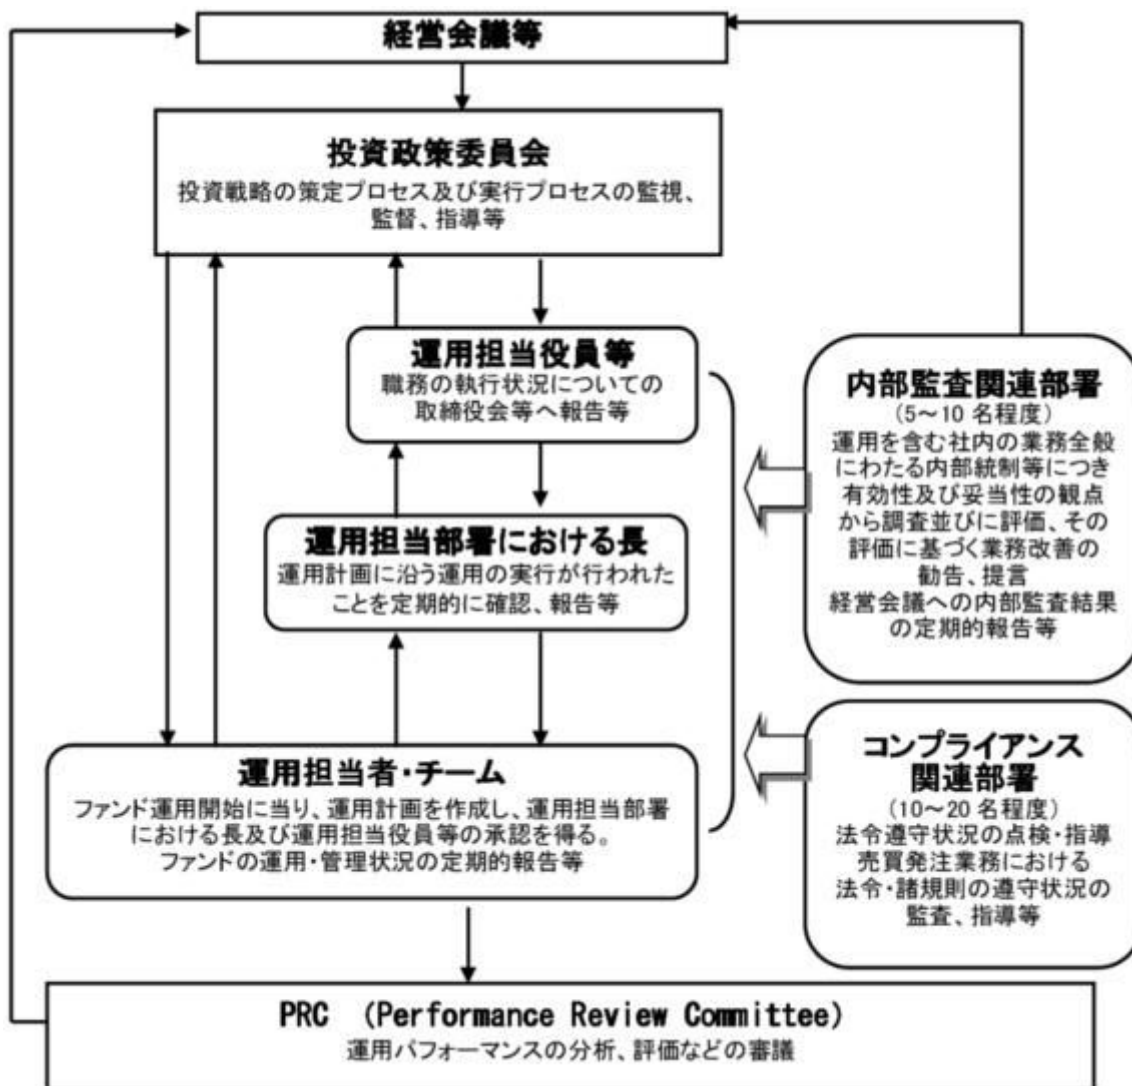 経営会議等
投資政策委員会
投資戦略の策定プロセス及び実行プロセスの監視、
監督、指導等
運用担当役員等
職務の執行状況についての
取締役会等へ報告等
運用担当部署における長
運用計画に沿う運用の実行が行われた
ことを定期的に確認、報告等
運用担当者・チーム
ファンド運用開始に当り、運用計画を作成し、運用担当部署
における長及び運用担当役員等の承認を得る。
ファンドの運用・管理状況の定期的報告等
内部監査関連部署
(5~10 名程度)
運用を含む社内の業務全般
にわたる内部統制等につき
有効性及び妥当性の観点
から調査並びに評価、その
評価に基づく業務改善の
勧告、提言
経営会議への内部監査結果
の定期的報告等
コンプライアンス
関連部署
(10~20 名程度)
法令遵守状況の点検・指導
売買発注業務における
法令・諸規則の遵守状況の
監査、指導等
PRC (Performance Review Committee)
運用パフォーマンスの分析、評価などの審議